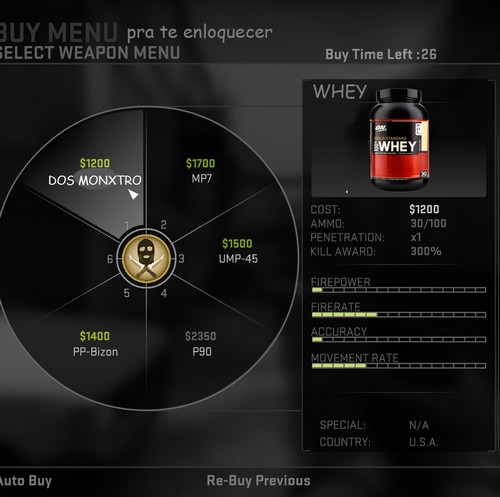 BUY MENU pra te enloquecer
SELECT WEAPON MENU
Buy Time Left :26
$1200
DOS MONXTRO
$1700
MP7
$1500
UMP-45
$2350
P90
$1400
PP-Bizon
1
2
3
4
5
6
WHEY
ON
GOLD STANDARD
100% WHEY
COST: $1200
AMMO: 30/100
PENETRATION: x1
KILL AWARD: 300%
FIREPOWER
FIRERATE
ACCURACY
MOVEMENT RATE
SPECIAL: N/A
COUNTRY: U.S.A.
Auto Buy
Re-Buy Previous